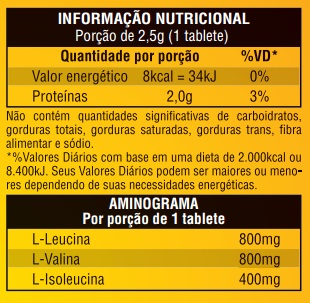 INFORMAÇÃO NUTRICIONAL
Porção de 2,5g (1 tablete)
Quantidade por porção %VD*
Valor energético 8kcal = 34kJ 0%
Proteínas 2,0g 3%
Não contém quantidades significativas de carboidratos,
gorduras totais, gorduras saturadas, gorduras trans, fibra
alimentar e sódio.
*%Valores Diários com base em uma dieta de 2.000kcal ou
8.400kJ. Seus Valores Diários podem ser maiores ou meno-
res dependendo de suas necessidades energéticas.
AMINOGRAMA
Por porção de 1 tablete
L-Leucina 800mg
L-Valina 800mg
L-Isoleucina 400mg